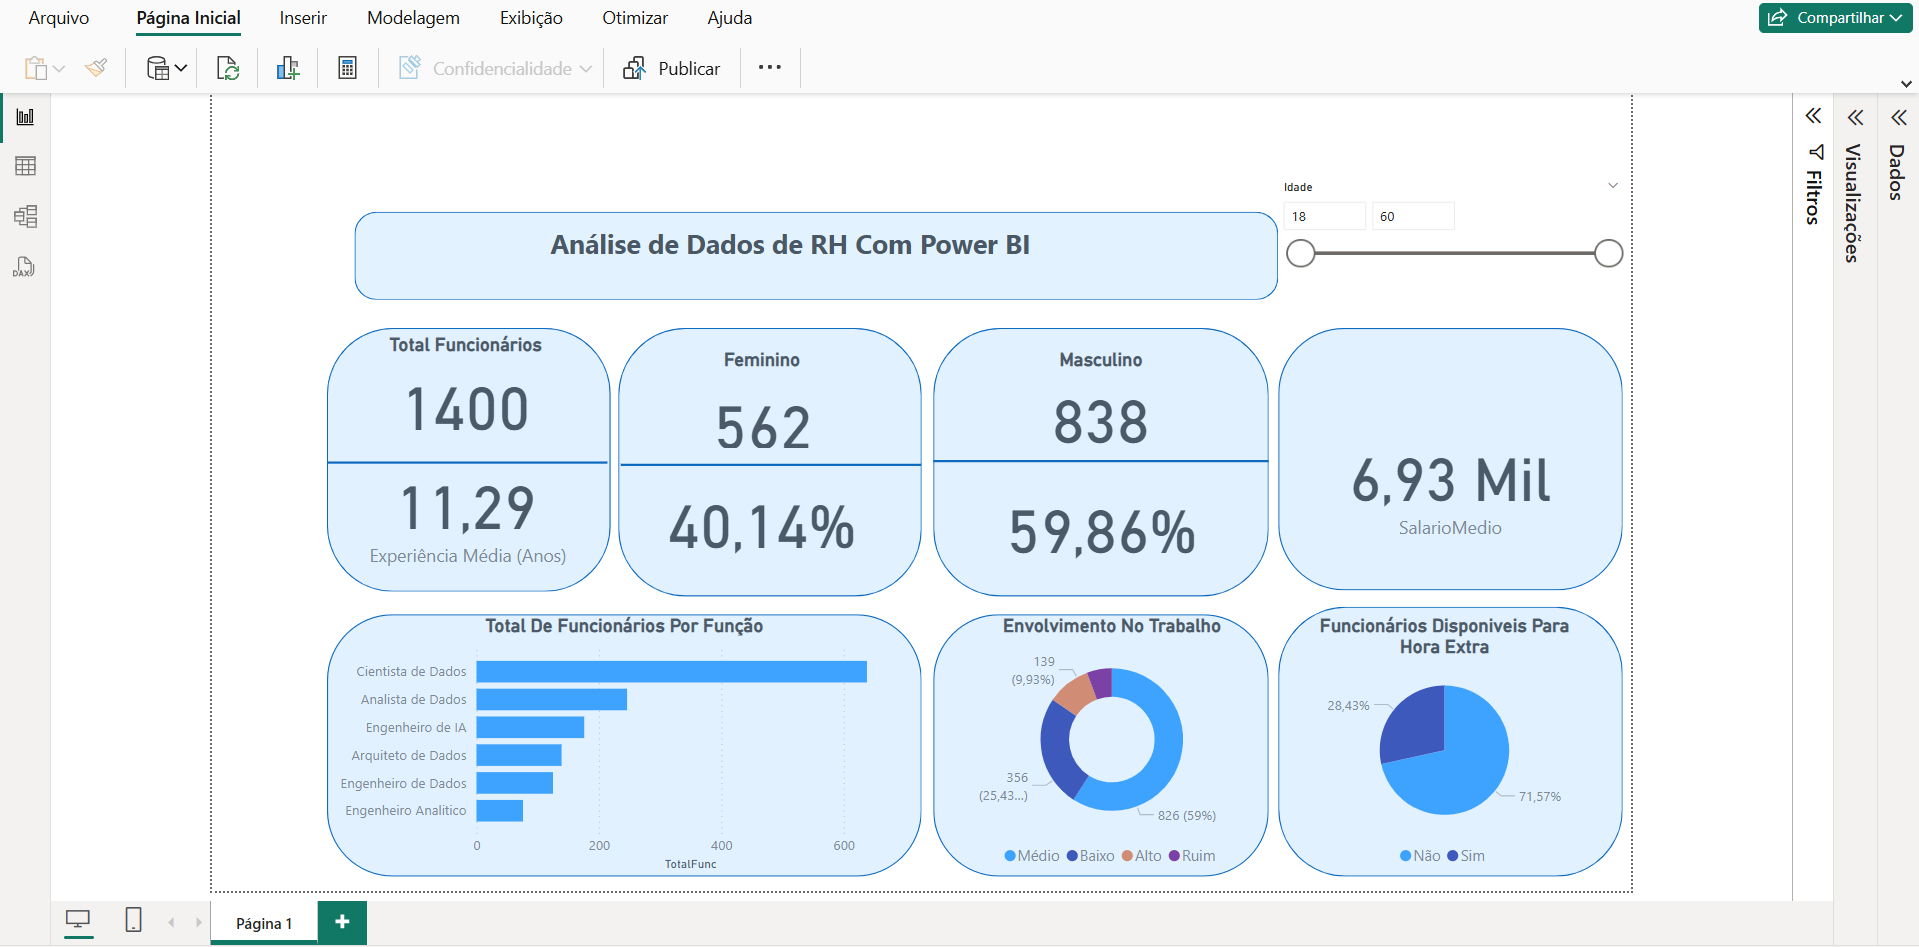 Arquivo
Página Inicial
Inserir
Modelagem
Exibição
Otimizar
Ajuda
Compartilhar
Confidencialidade
Publicar
Filtros
Visualizações
Dados
DAX
Idade
18
60
Análise de Dados de RH Com Power BI
Total Funcionários
1400
11,29
Experiência Média (Anos)
Feminino
562
40,14%
Masculino
838
59,86%
6,93 Mil
SalarioMedio
Total De Funcionários Por Função
Cientista de Dados
Analista de Dados
Engenheiro de IA
Arquiteto de Dados
Engenheiro de Dados
Engenheiro Analítico
0
200
400
600
TotalFunc
Envolvimento No Trabalho
139
(9,93%)
356
(25,43...)
826 (59%)
Médio
Baixo
Alto
Ruim
Funcionários Disponiveis Para
Hora Extra
28,43%
71,57%
Não
Sim
Página 1